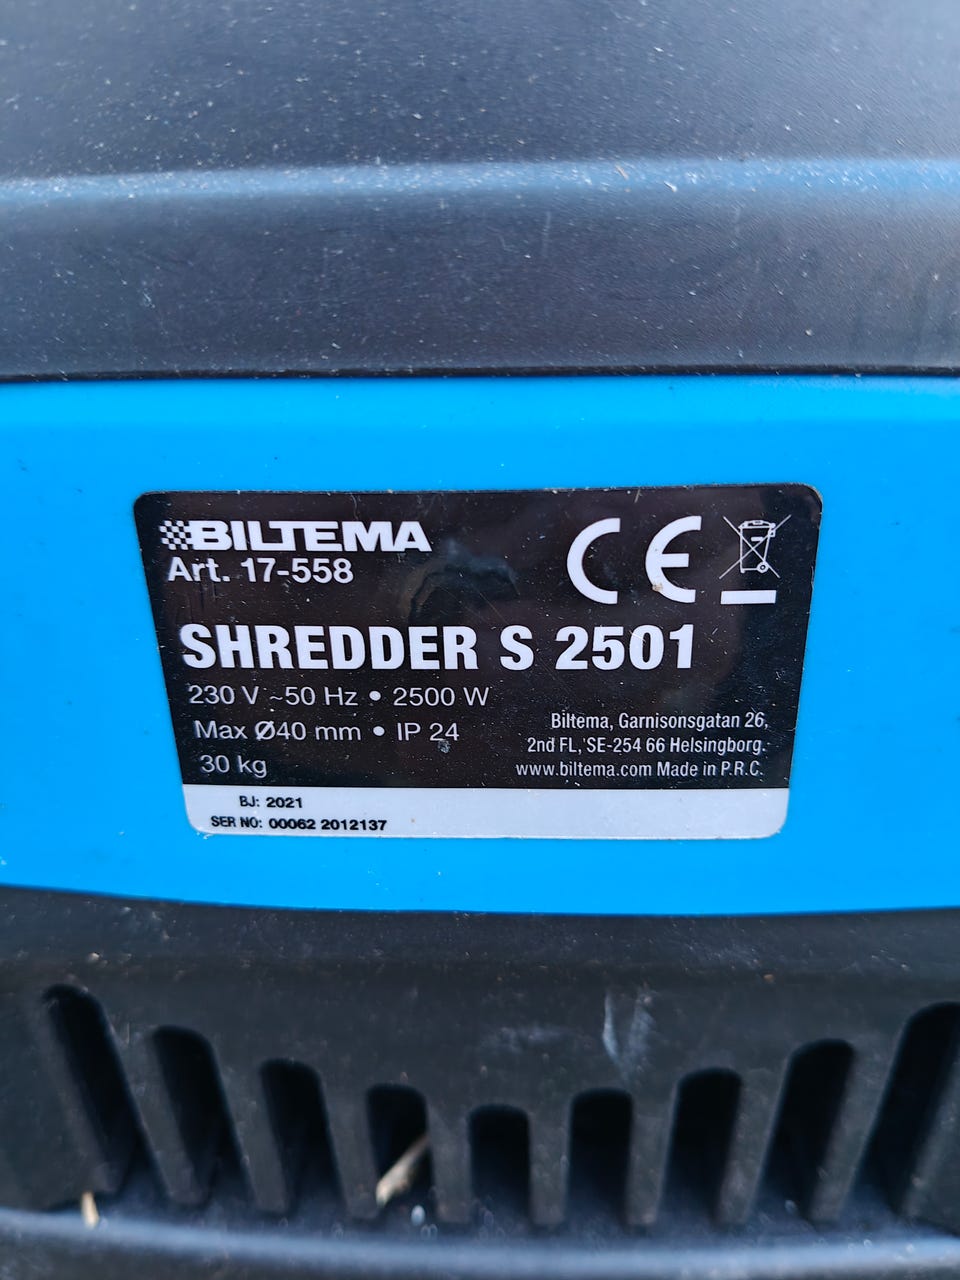 BILTEMA
Art. 17-558
CE
SHREDDER S 2501
230 V ~50 Hz • 2500 W
Max Ø40 mm • IP 24
30 kg
Biltema, Garnisonsgatan 26,
2nd FL, SE-254 66 Helsingborg.
www.biltema.com Made in P.R.C.
BJ: 2021
SER NO: 00062 2012137